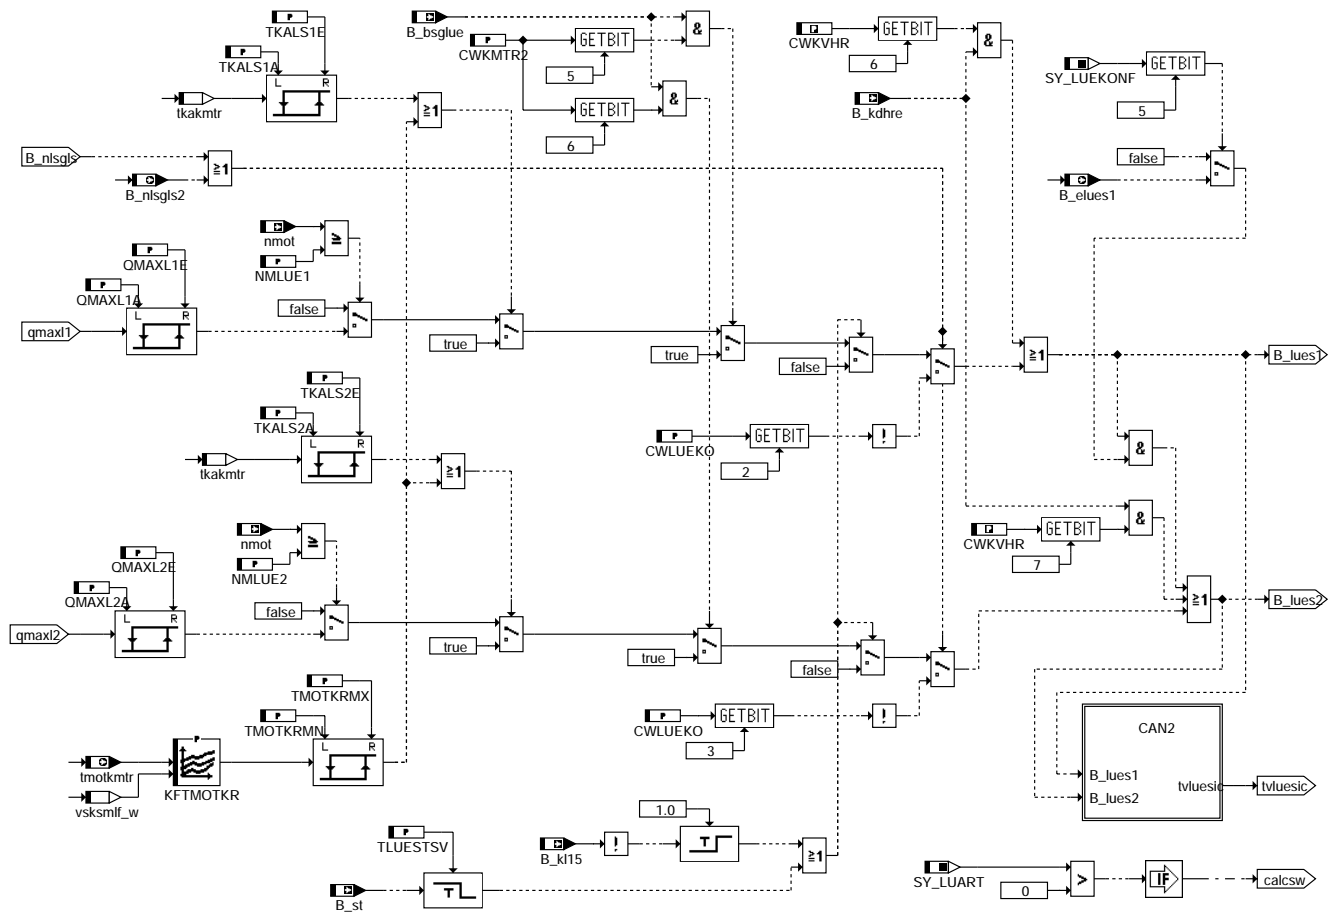 P
TKALS1E
P
TKALS1A
L
R
tkakmtr
≧1
B_bsglue
P
CWKMTR2
GETBIT
5
GETBIT
6
&
&
P
CWKVHR
GETBIT
6
&
B_kdhre
SY_LUEKONF
GETBIT
5
false
B_elues1
B_nlsgls
B_nlsgls2
≧1
nmot
P
NMLUE1
≥
P
QMAXL1E
P
QMAXL1A
L
R
qmaxl1
false
true
true
false
≧1
B_lues1
P
TKALS2E
P
TKALS2A
L
R
tkakmtr
≧1
P
CWLUEKO
GETBIT
2
!
&
nmot
P
NMLUE2
≥
P
CWKVHR
GETBIT
7
&
P
QMAXL2E
P
QMAXL2A
L
R
qmaxl2
false
true
true
false
≧1
B_lues2
P
TMOTKRMX
P
TMOTKRMN
L
R
P
CWLUEKO
GETBIT
3
!
tmotkmtr
vsksmlf_w
P
KFTMOTKR
CAN2
B_lues1
B_lues2
tvluesic
tvluesic
1.0
P
TLUESTSV
B_kl15
!
T
≧1
B_st
T
SY_LUART
0
>
IF
calcsw